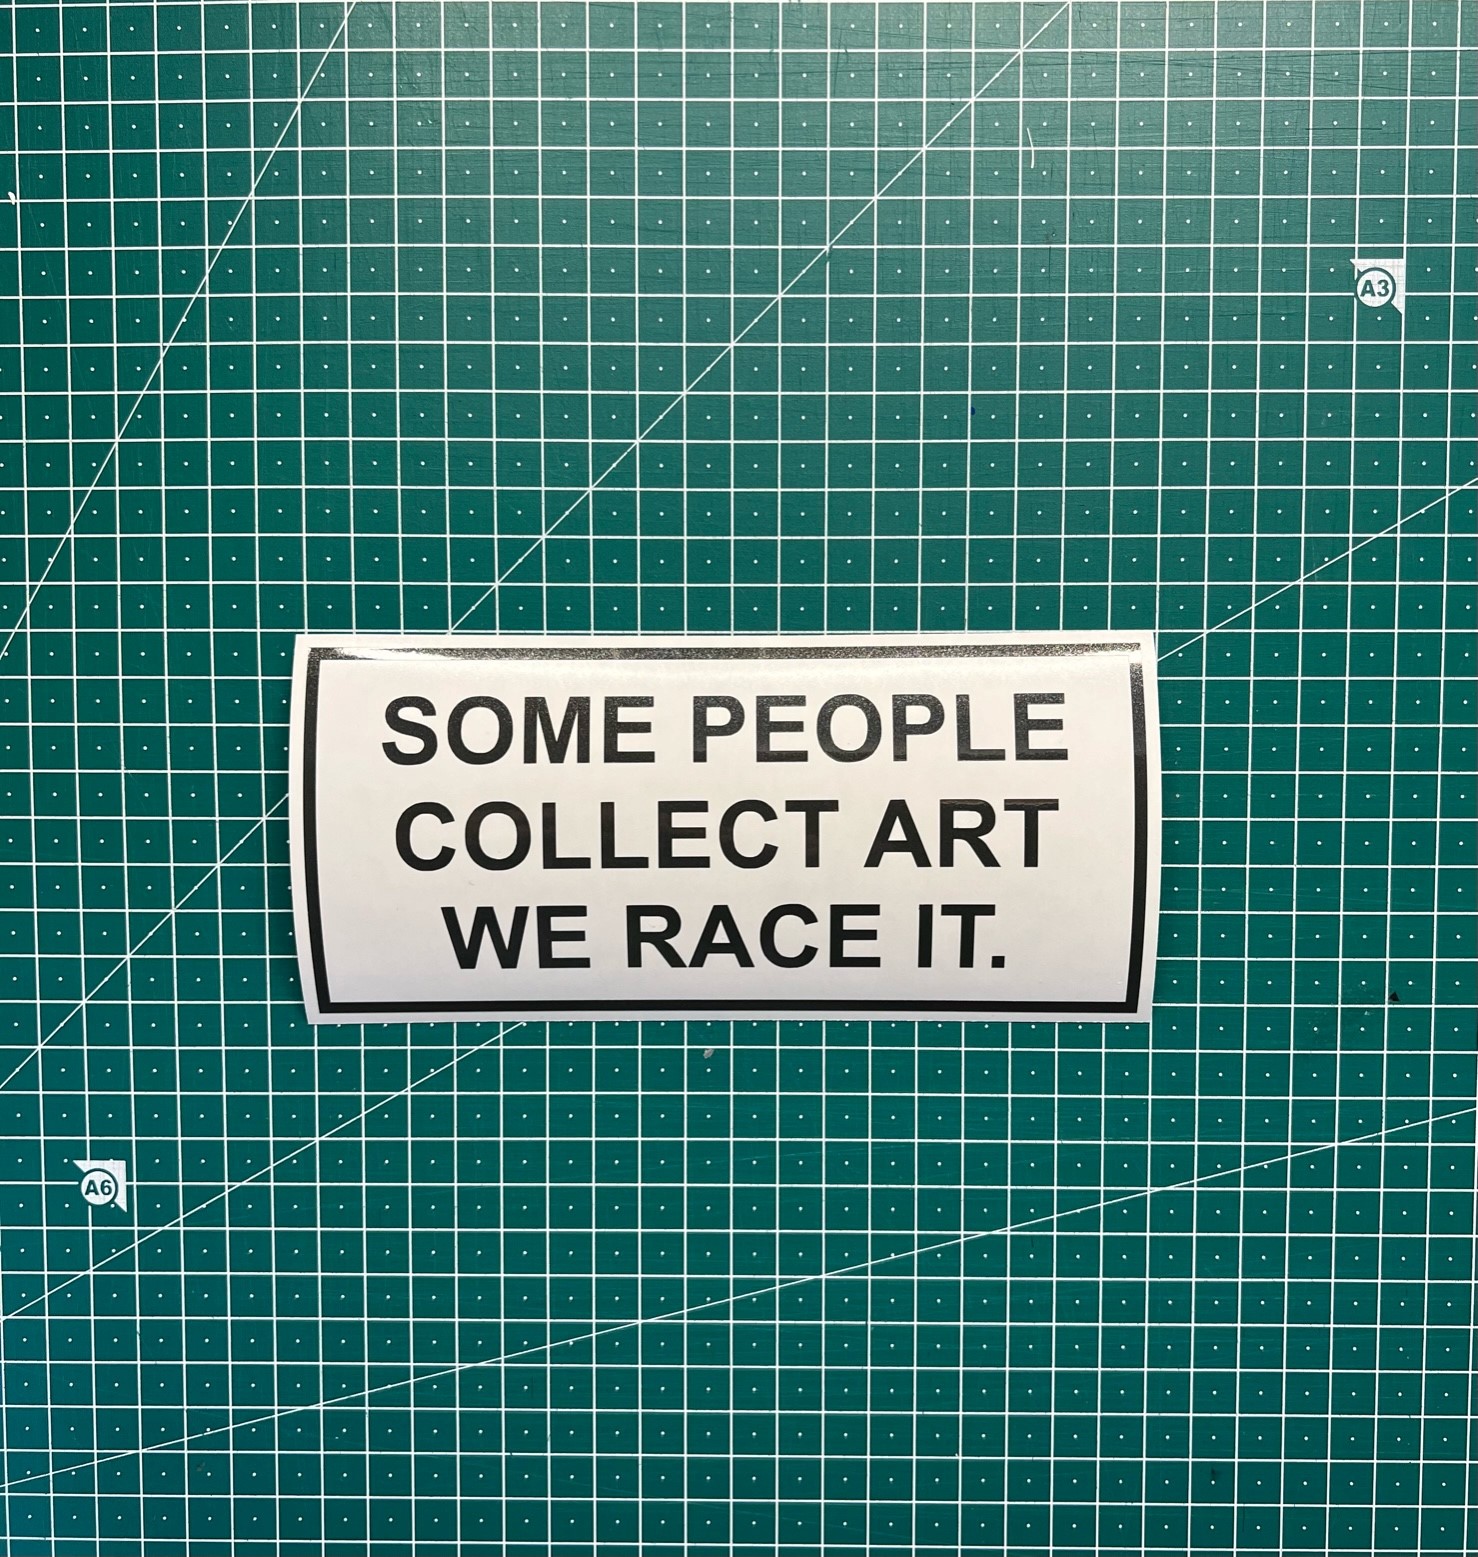 A3
SOME PEOPLE
COLLECT ART
WE RACE IT.
A6